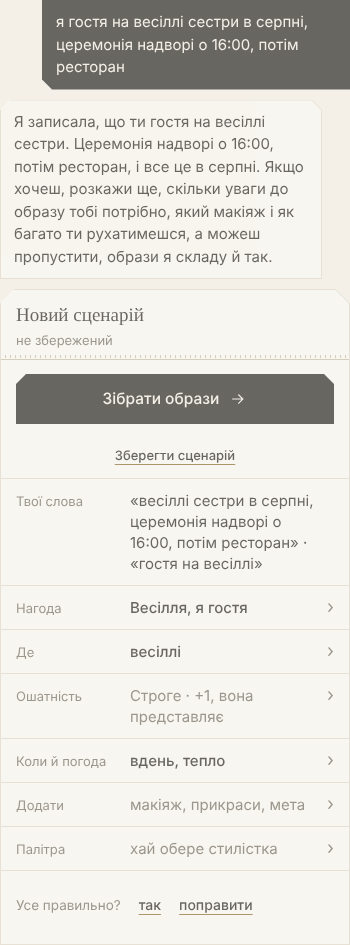 я гостя на весіллі сестри в серпні,
церемонія надворі о 16:00, потім
ресторан
Я записала, що ти гостя на весіллі
сестри. Церемонія надворі о 16:00,
потім ресторан, і все це в серпні. Якщо
хочеш, розкажи ще, скільки уваги до
образу тобі потрібно, який макіяж і як
багато ти рухатимешся, а можеш
пропустити, образи я складу й так.
Новий сценарій
не збережений
Зібрати образи →
Зберегти сценарій
Твої слова «весіллі сестри в серпні,
церемонія надворі о
16:00, потім ресторан» ·
«гостя на весіллі»
Нагода Весілля, я гостя ›
Де весіллі ›
Ошатність Строге · +1, вона ›
представляє
Коли й погода вдень, тепло ›
Додати макіяж, прикраси, мета ›
Палітра хай обере стилістка ›
Усе правильно? так поправити